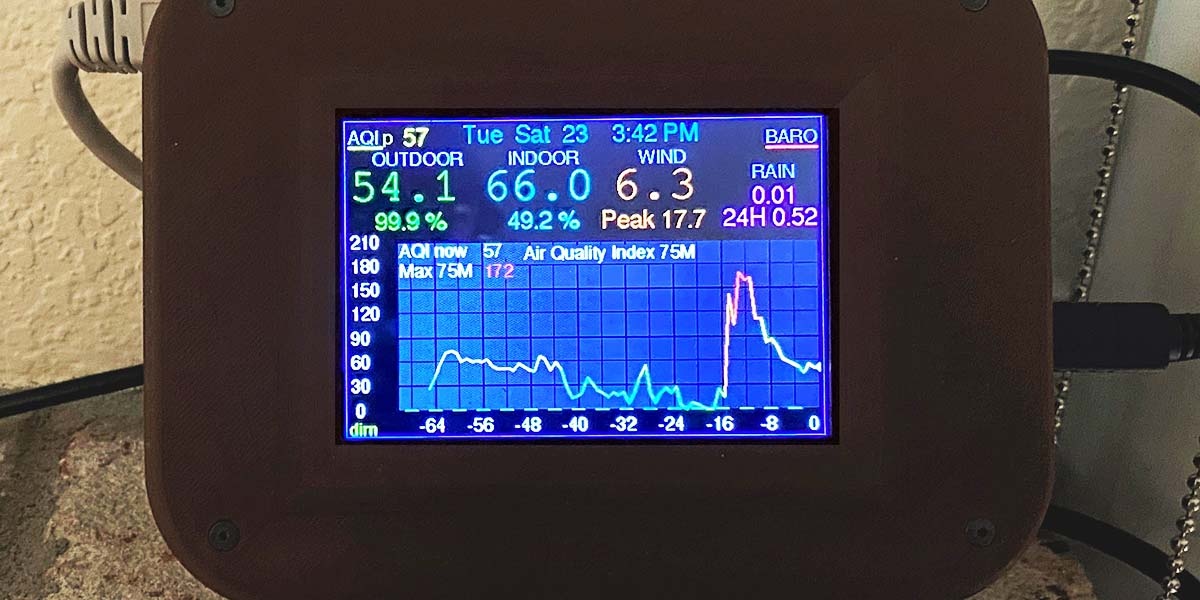 AQIp 57 Tue Sat 23 3:42 PM BARO
OUTDOOR INDOOR WIND RAIN
54.1 66.0 6.3 0.01
99.9 % 49.2 % Peak 17.7 24H 0.52
AQI now 57 Air Quality Index 75M
Max 75M 172
210
180
150
120
90
60
30
0
dim -64 -56 -48 -40 -32 -24 -16 -8 0